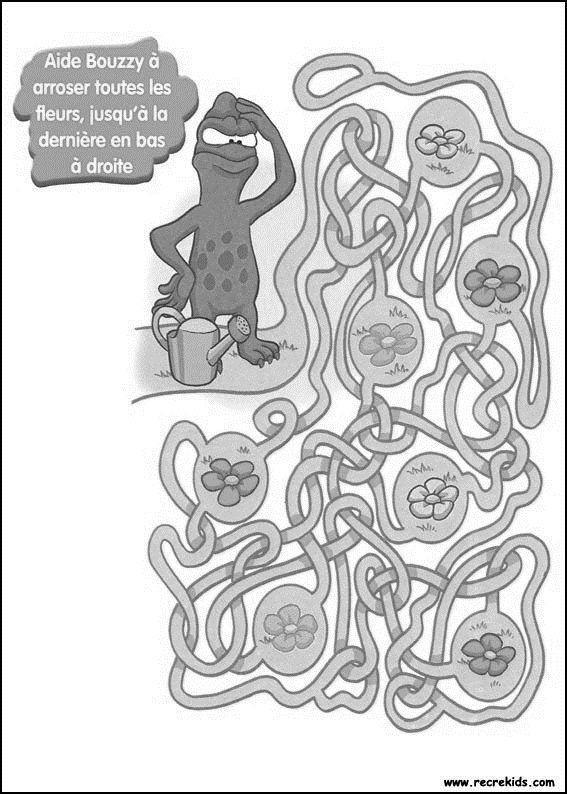 Aide Bouzzy à
arroser toutes les
fleurs, jusqu'à la
dernière en bas
à droite
www.recrekids.com